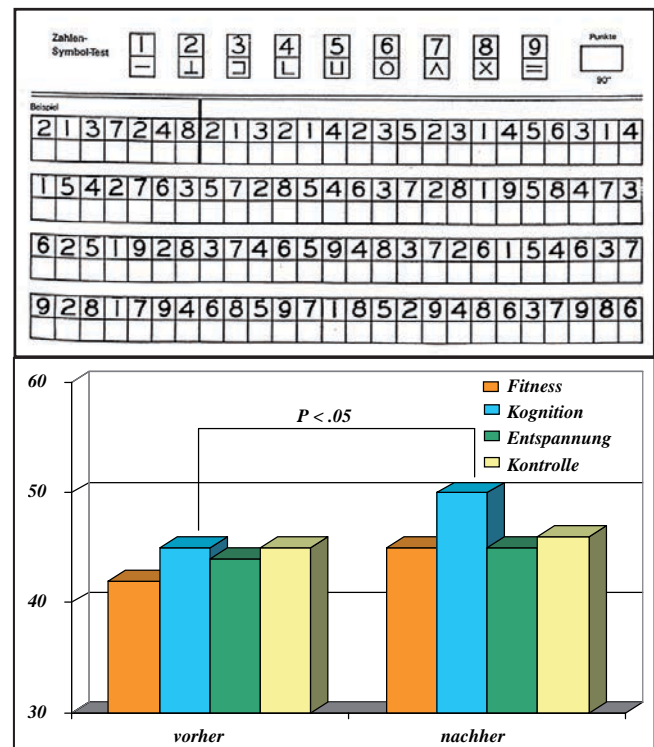 Zahlen-
Symbol-Test
1 2 3 4 5 6 7 8 9
Punkte
90"
Beispiel
2 1 3 7 2 4 8 2 1 3 2 1 4 2 3 5 2 3 1 4 5 6 3 1 4
1 5 4 2 7 6 3 5 7 2 8 5 4 6 3 7 2 8 1 9 5 8 4 7 3
6 2 5 1 9 2 8 3 7 4 6 5 9 4 8 3 7 2 6 1 5 4 6 3 7
9 2 8 1 7 9 4 6 8 5 9 7 1 8 5 2 9 4 8 6 3 7 9 8 6
60
50
40
30
P < .05
Fitness
Kognition
Entspannung
Kontrolle
vorher nachher